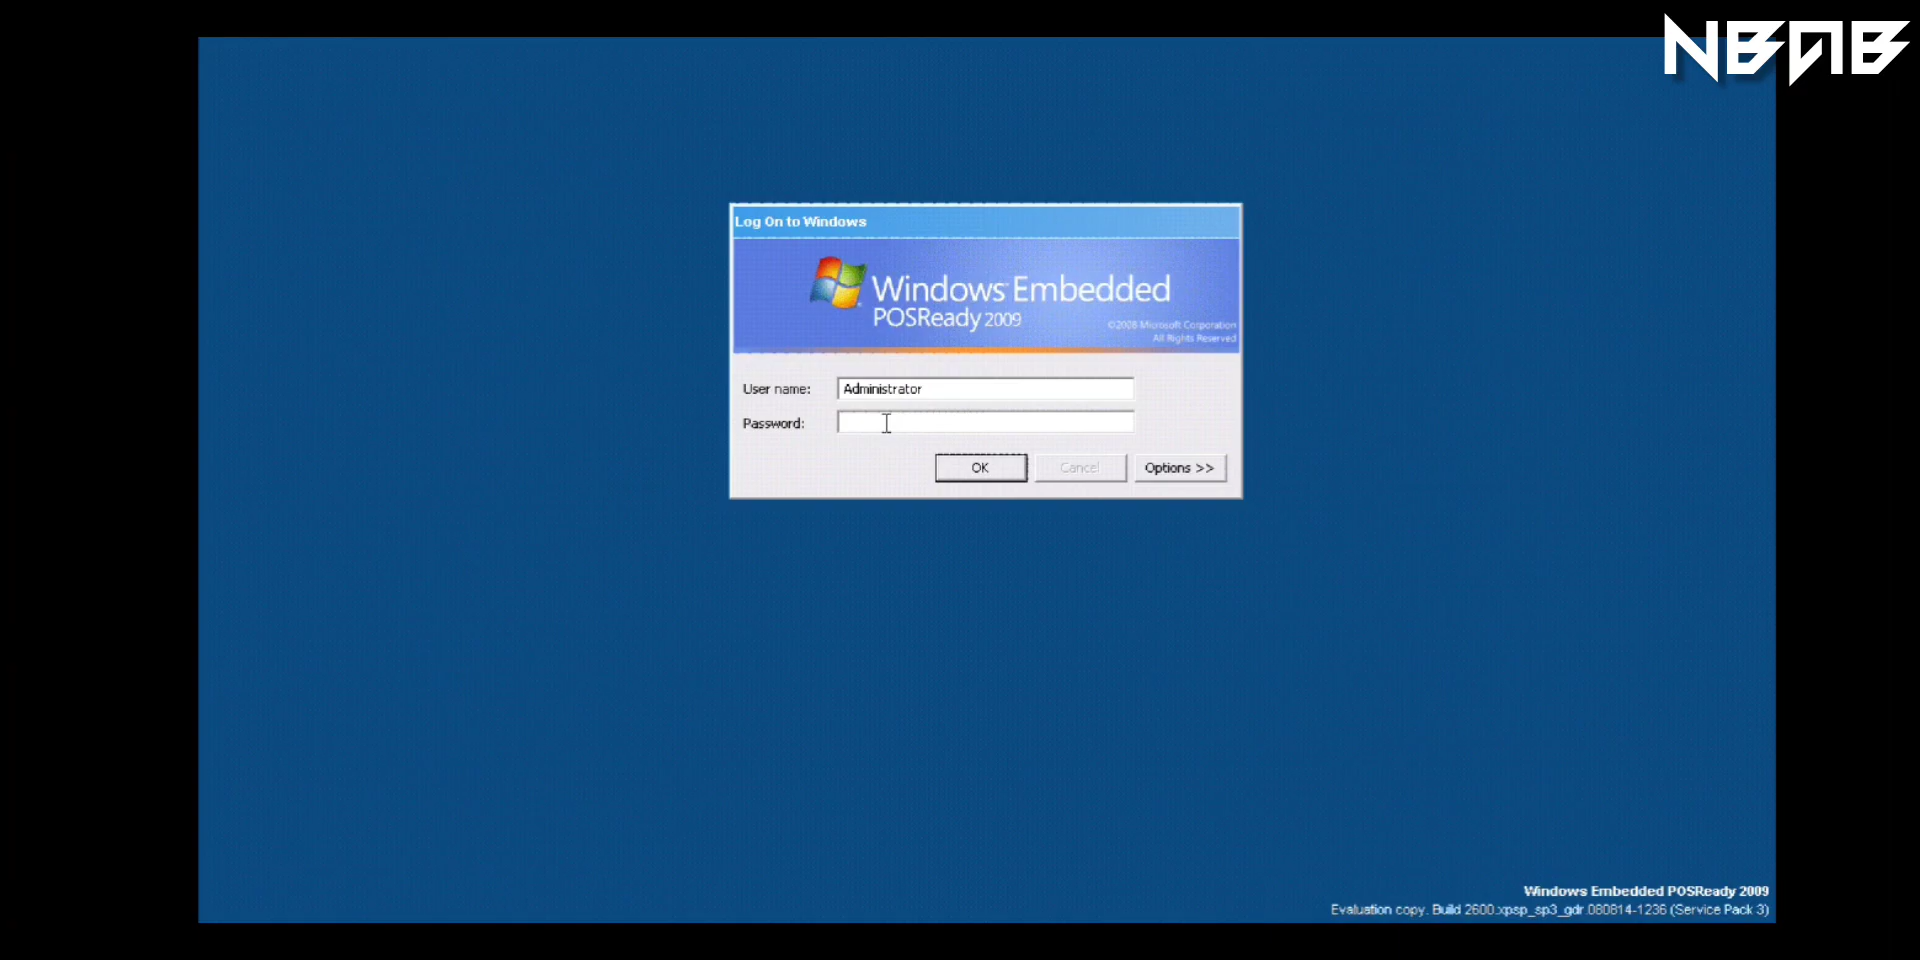 NBAB
Log On to Windows
Windows Embedded
POSReady 2009
©2008 Microsoft Corporation
All Rights Reserved
User name: Administrator
Password:
OK Cancel Options >>
Windows Embedded POSReady 2009
Evaluation copy. Build 2600.xpsp_sp3_gdr.080814-1236 (Service Pack 3)